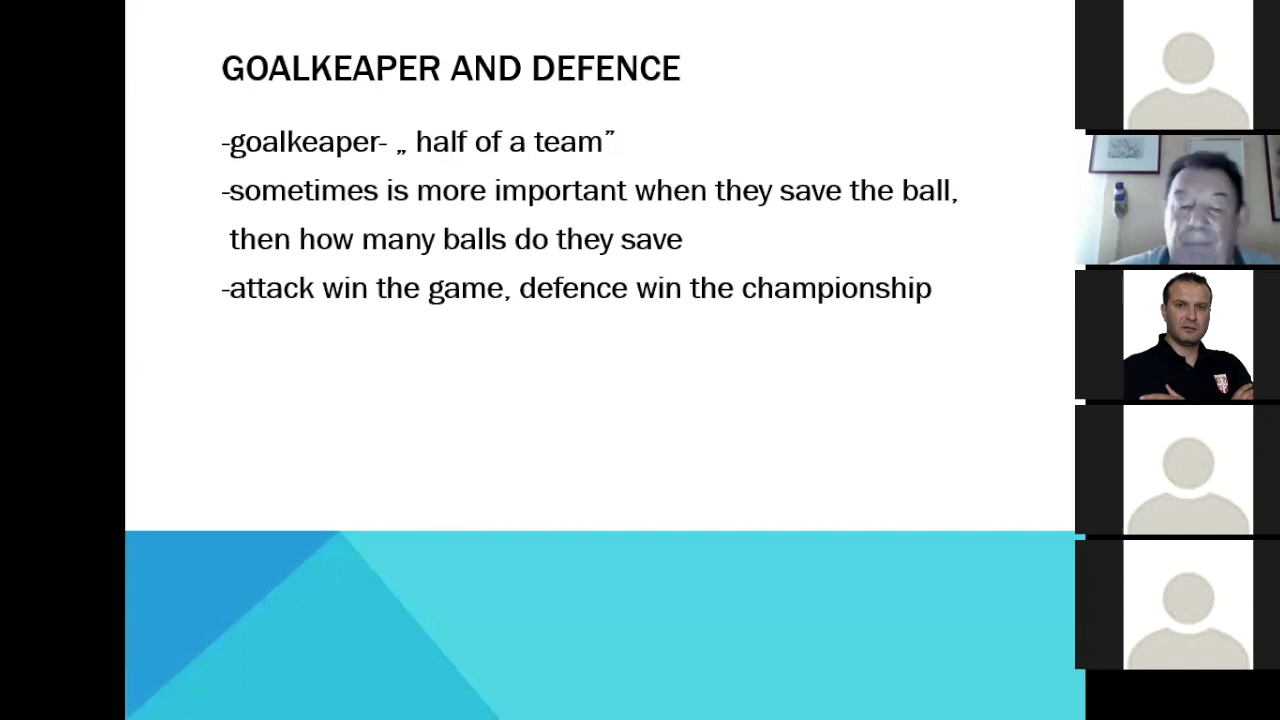 GOALKEAPER AND DEFENCE
-goalkeaper- „ half of a team”
-sometimes is more important when they save the ball,
then how many balls do they save
-attack win the game, defence win the championship